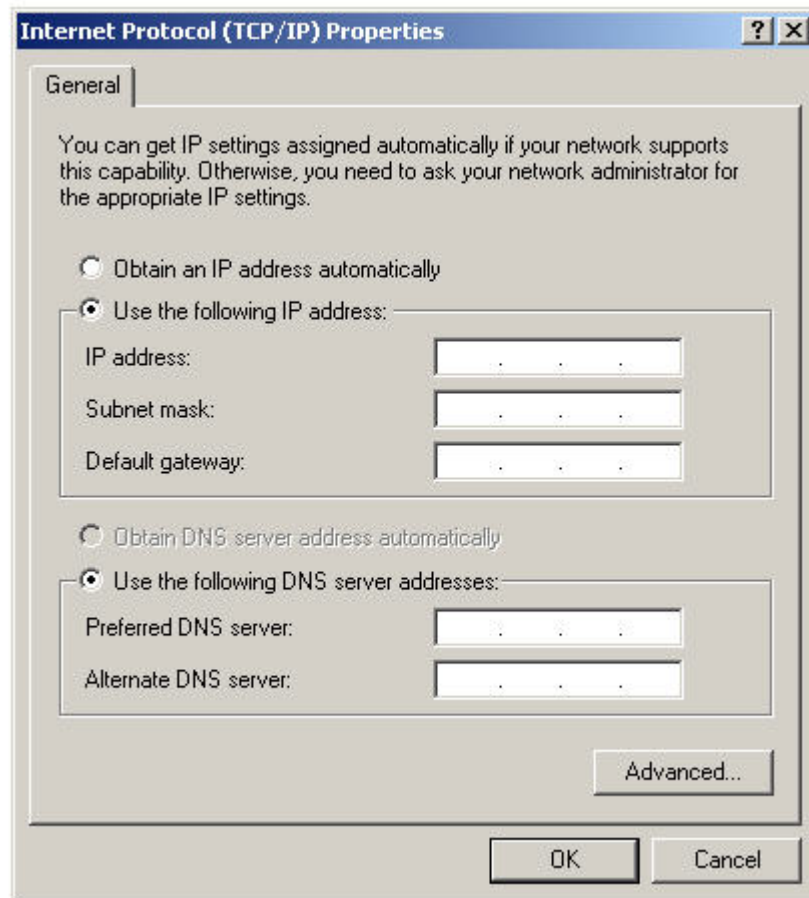 Internet Protocol (TCP/IP) Properties
General
You can get IP settings assigned automatically if your network supports
this capability. Otherwise, you need to ask your network administrator for
the appropriate IP settings.
Obtain an IP address automatically
Use the following IP address:
IP address:
Subnet mask:
Default gateway:
Obtain DNS server address automatically
Use the following DNS server addresses:
Preferred DNS server:
Alternate DNS server:
Advanced...
OK Cancel